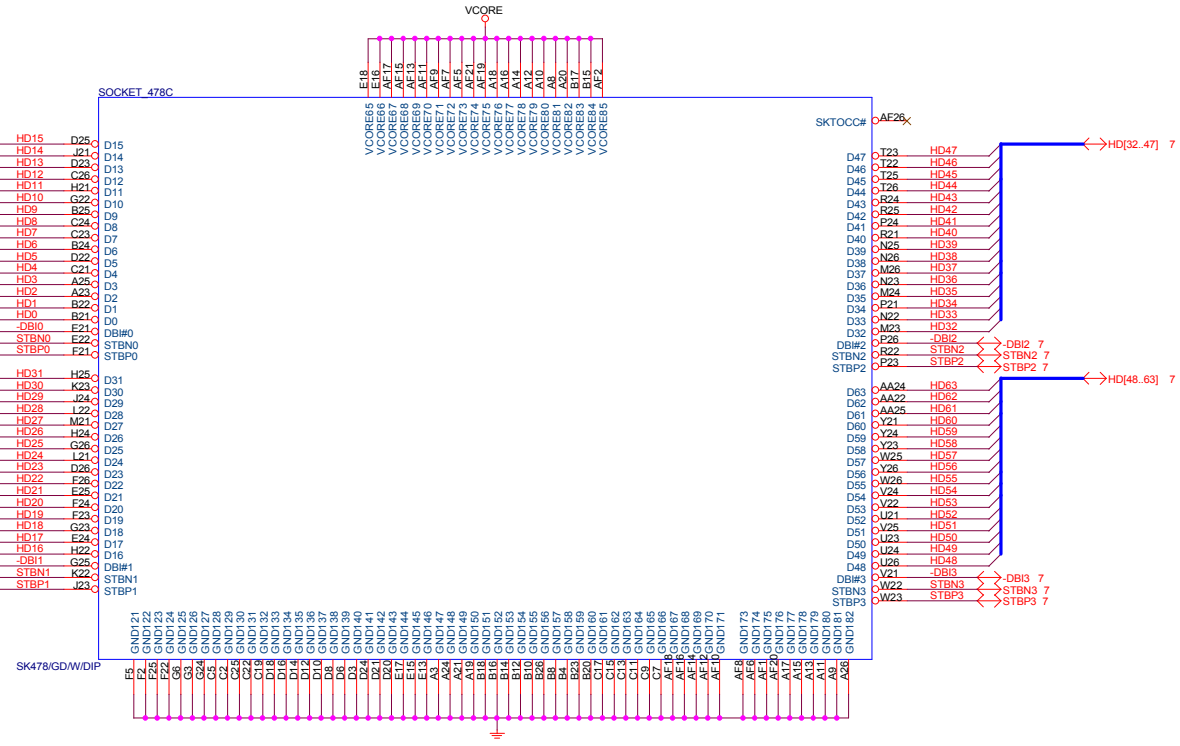 VCORE
E18 E16 AF17 AF15 AF13 AF11 AF9 AF7 AF5 AF21 AF19 A18 A16 A14 A12 A10 A8 A20 B17 B15 AF2
SOCKET_478C
VCORE65 VCORE66 VCORE67 VCORE68 VCORE69 VCORE70 VCORE71 VCORE72 VCORE73 VCORE74 VCORE75 VCORE76 VCORE77 VCORE78 VCORE79 VCORE80 VCORE81 VCORE82 VCORE83 VCORE84 VCORE85
SKTOCC# AF26
HD15 D25 D15
HD14 J21 D14
HD13 D23 D13
HD12 C26 D12
HD11 H21 D11
HD10 G22 D10
HD9 B25 D9
HD8 C24 D8
HD7 C23 D7
HD6 B24 D6
HD5 D22 D5
HD4 C21 D4
HD3 A25 D3
HD2 A23 D2
HD1 B22 D1
HD0 B21 D0
-DBI0 E21 DBI#0
STBN0 E22 STBN0
STBP0 F21 STBP0
HD31 H25 D31
HD30 K23 D30
HD29 J24 D29
HD28 L22 D28
HD27 M21 D27
HD26 H24 D26
HD25 G26 D25
HD24 L21 D24
HD23 D26 D23
HD22 F26 D22
HD21 E25 D21
HD20 F24 D20
HD19 F23 D19
HD18 G23 D18
HD17 E24 D17
HD16 H22 D16
-DBI1 G25 DBI#1
STBN1 K22 STBN1
STBP1 J23 STBP1
D47 T23 HD47
HD[32..47] 7
D46 T22 HD46
D45 T25 HD45
D44 T26 HD44
D43 R24 HD43
D42 R25 HD42
D41 P24 HD41
D40 R21 HD40
D39 N25 HD39
D38 N26 HD38
D37 M26 HD37
D36 N23 HD36
D35 M24 HD35
D34 P21 HD34
D33 N22 HD33
D32 M23 HD32
DBI#2 P26 -DBI2 -DBI2 7
STBN2 R22 STBN2 STBN2 7
STBP2 P23 STBP2 STBP2 7
HD[48..63] 7
D63 AA24 HD63
D62 AA22 HD62
D61 AA25 HD61
D60 Y21 HD60
D59 Y24 HD59
D58 Y23 HD58
D57 W25 HD57
D56 Y26 HD56
D55 W26 HD55
D54 V24 HD54
D53 V22 HD53
D52 U21 HD52
D51 V25 HD51
D50 U23 HD50
D49 U24 HD49
D48 U26 HD48
DBI#3 V21 -DBI3 -DBI3 7
STBN3 W22 STBN3 STBN3 7
STBP3 W23 STBP3 STBP3 7
GND121 GND122 GND123 GND124 GND125 GND126 GND127 GND128 GND129 GND130 GND131 GND132 GND133 GND134 GND135 GND136 GND137 GND138 GND139 GND140 GND141 GND142 GND143 GND144 GND145 GND146 GND147 GND148 GND149 GND150 GND151 GND152 GND153 GND154 GND155 GND156 GND157 GND158 GND159 GND160 GND161 GND162 GND163 GND164 GND165 GND166 GND167 GND168 GND169 GND170 GND171 GND173 GND174 GND175 GND176 GND177 GND178 GND179 GND180 GND181 GND182
SK478/GD/W/DIP
F5 F2 F25 F22 G6 G3 G24 C5 C2 C25 C22 C19 D18 D16 D14 D12 D10 D8 D6 D3 D24 D21 D20 E17 E15 E13 A3 A24 A21 A19 B18 B16 B14 B12 B10 B26 B8 B4 B23 B20 C17 C15 C13 C11 C9 C7 AF18 AF16 AF14 AF12 AF10 AF8 AF6 AF1 AF20 A17 A15 A13 A11 A9 A26